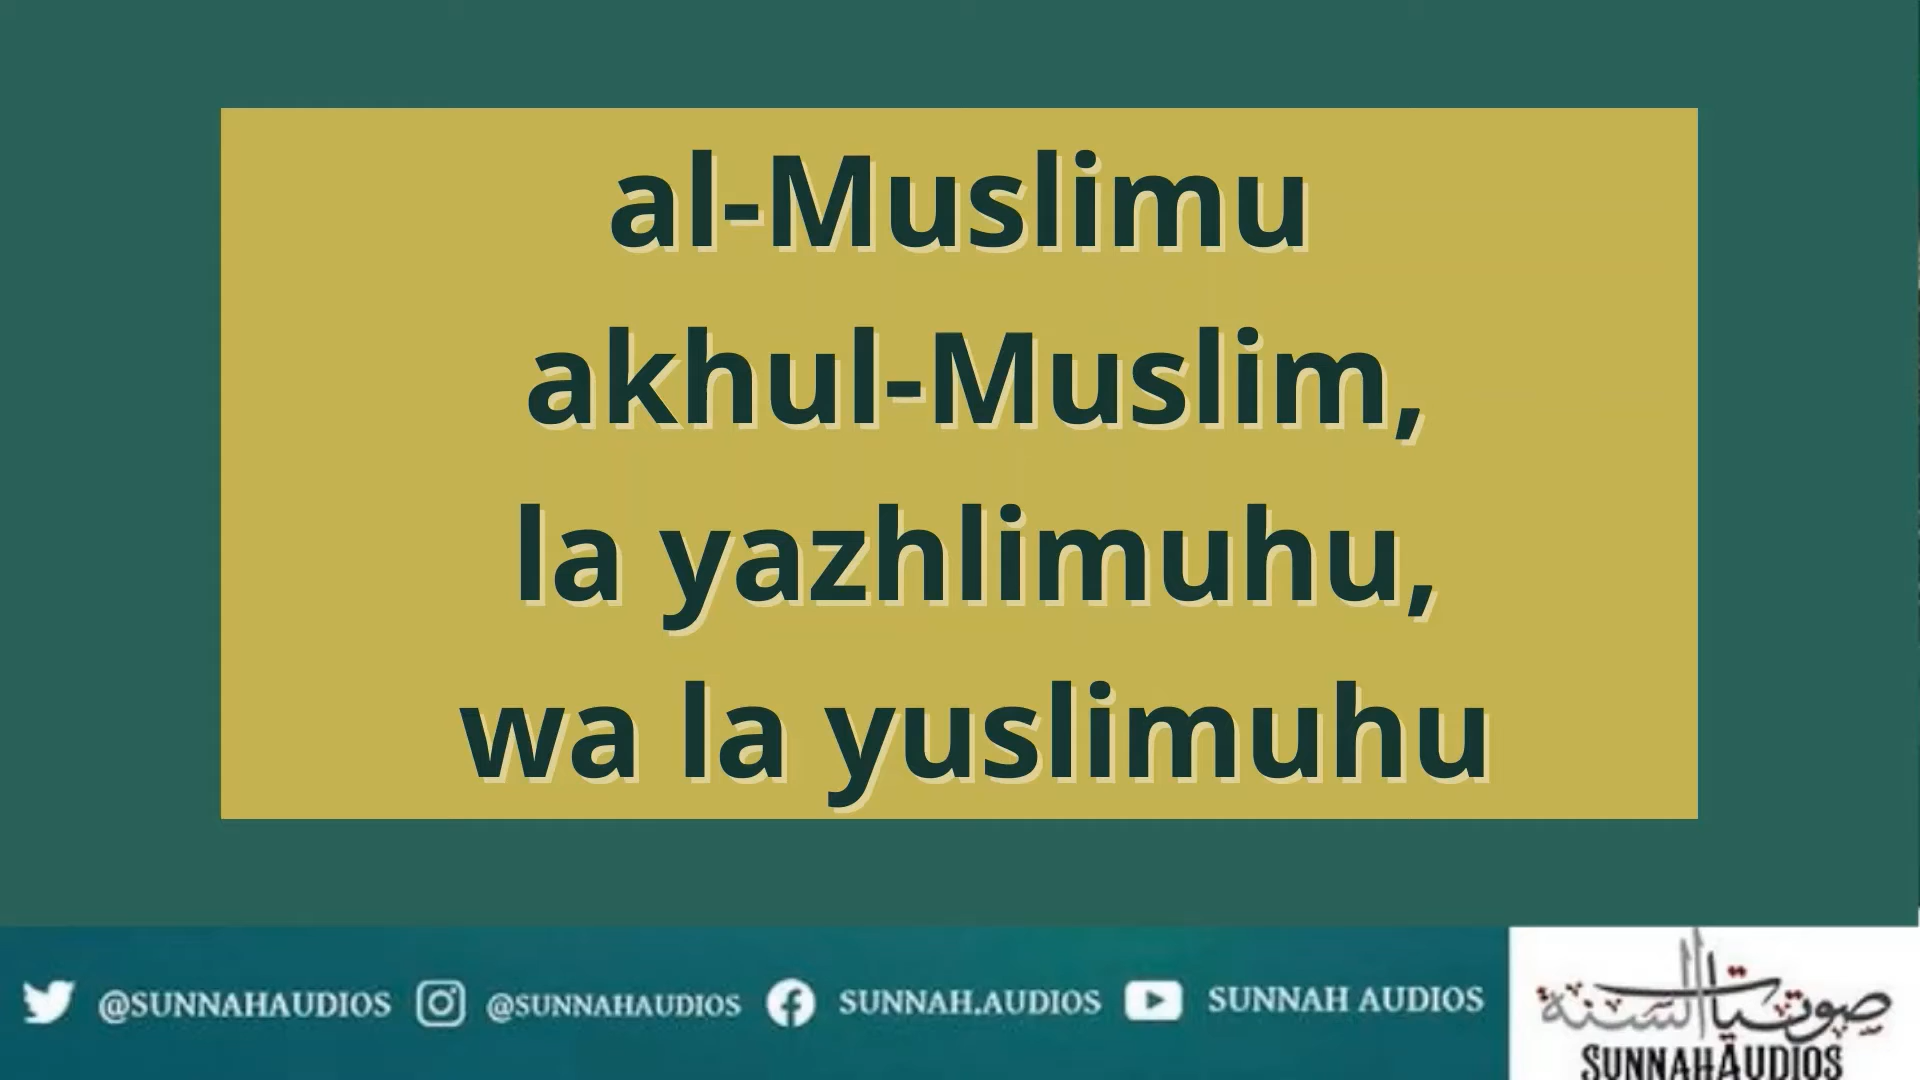 al-Muslimu
akhul-Muslim,
la yazhlimuhu,
wa la yuslimuhu
@SUNNAHAUDIOS @SUNNAHAUDIOS SUNNAH.AUDIOS SUNNAH AUDIOS
صوتيات السنة
SUNNAHAUDIOS